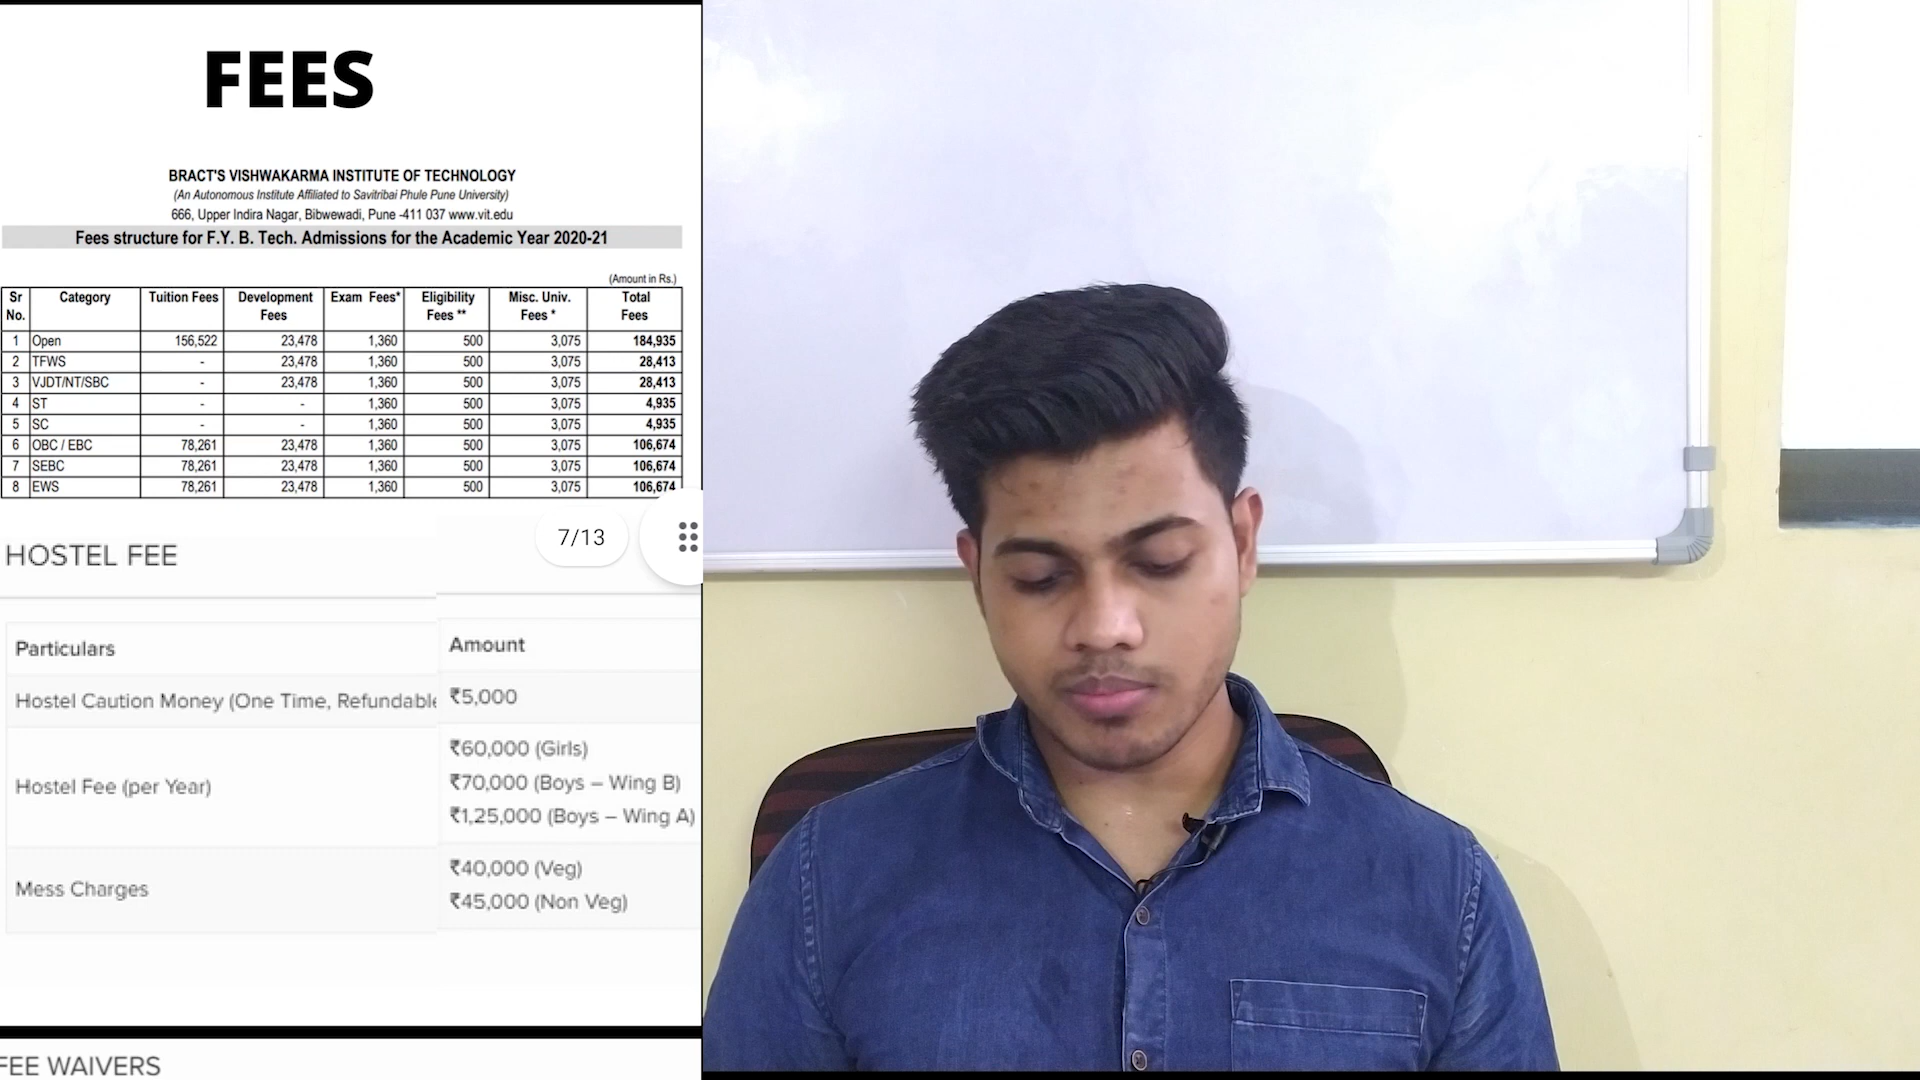 FEES
BRACT'S VISHWAKARMA INSTITUTE OF TECHNOLOGY
(An Autonomous Institute Affiliated to Savitribai Phule Pune University)
666, Upper Indira Nagar, Bibwewadi, Pune -411 037 www.vit.edu
Fees structure for F.Y. B. Tech. Admissions for the Academic Year 2020-21
(Amount in Rs.)
Sr No. Category Tuition Fees Development Fees Exam Fees* Eligibility Fees ** Misc. Univ. Fees * Total Fees
1 Open 156,522 23,478 1,360 500 3,075 184,935
2 TFWS - 23,478 1,360 500 3,075 28,413
3 VJDT/NT/SBC - 23,478 1,360 500 3,075 28,413
4 ST - - 1,360 500 3,075 4,935
5 SC - - 1,360 500 3,075 4,935
6 OBC / EBC 78,261 23,478 1,360 500 3,075 106,674
7 SEBC 78,261 23,478 1,360 500 3,075 106,674
8 EWS 78,261 23,478 1,360 500 3,075 106,674
7/13
HOSTEL FEE
Particulars Amount
Hostel Caution Money (One Time, Refundable ₹5,000
Hostel Fee (per Year) ₹60,000 (Girls)
₹70,000 (Boys – Wing B)
₹1,25,000 (Boys – Wing A)
Mess Charges ₹40,000 (Veg)
₹45,000 (Non Veg)
FEE WAIVERS